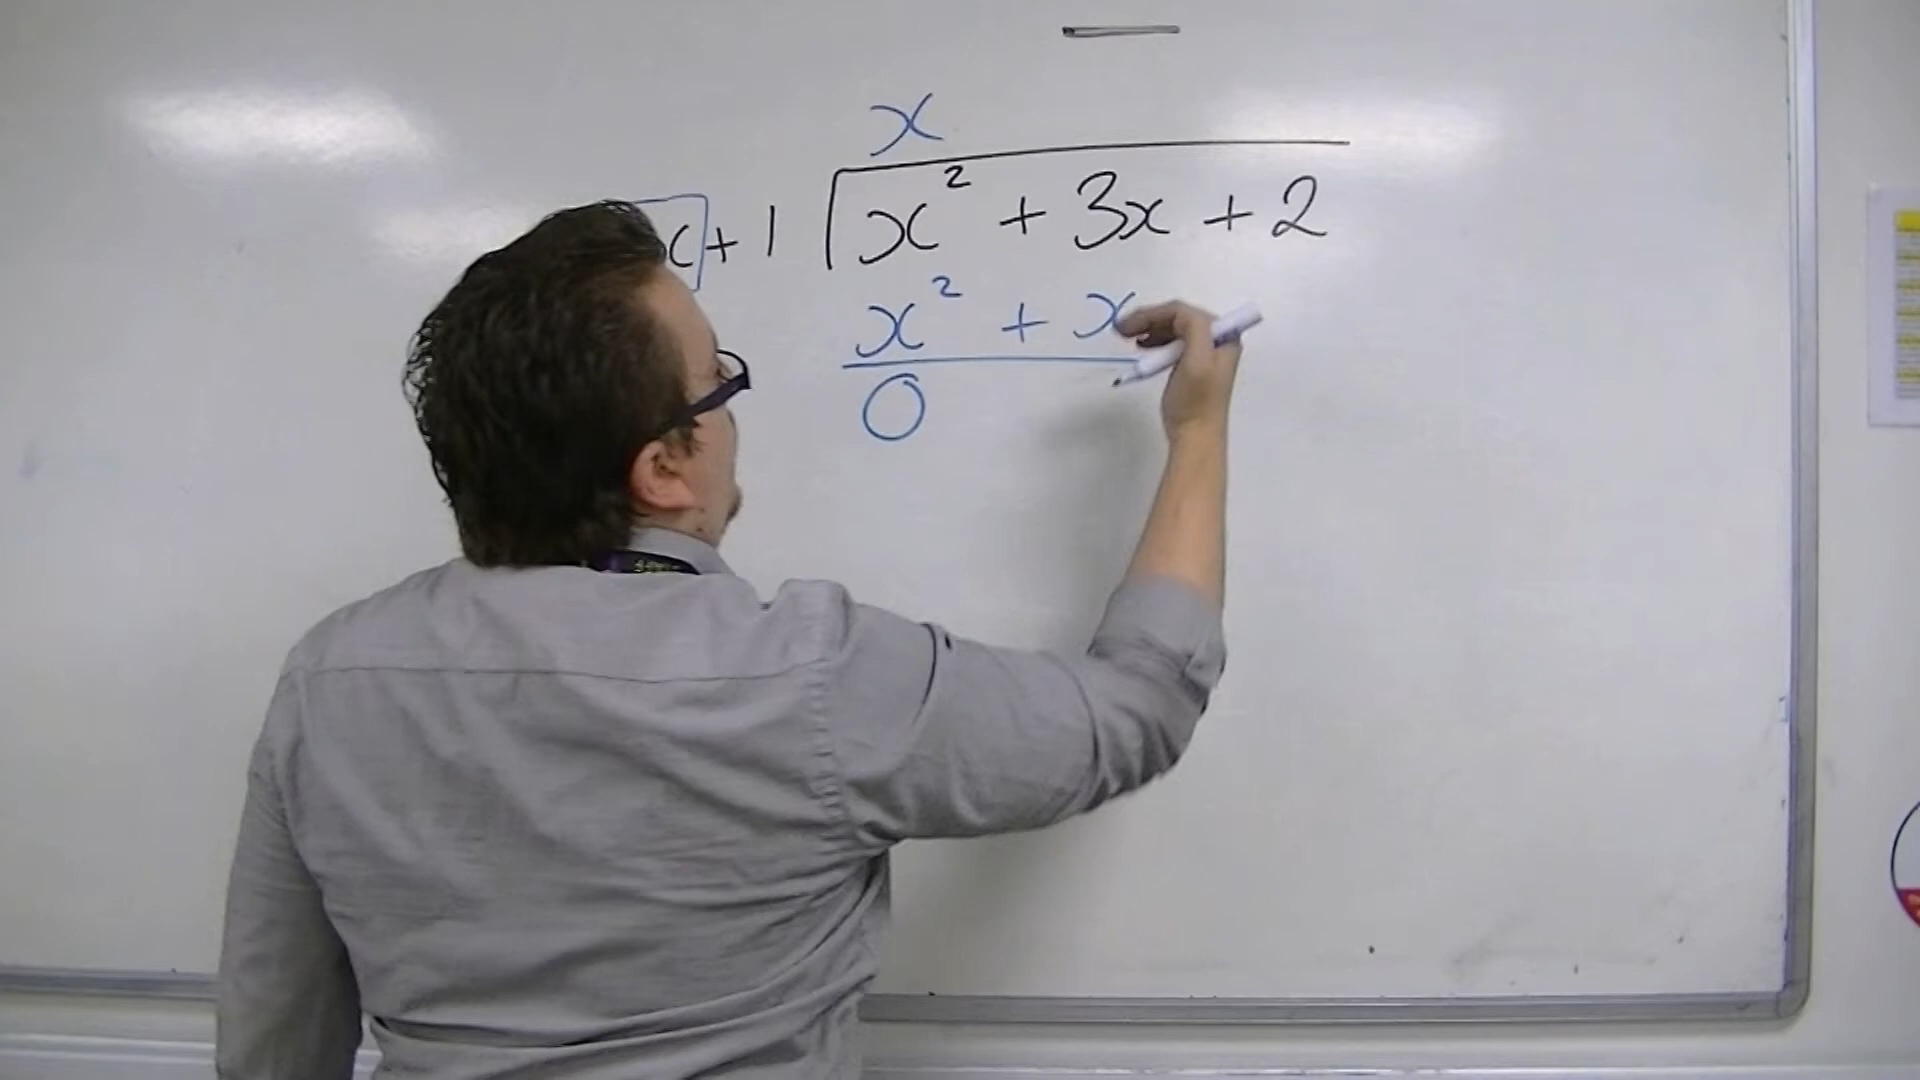 x
x + 1 | x² + 3x + 2
x² + x
0